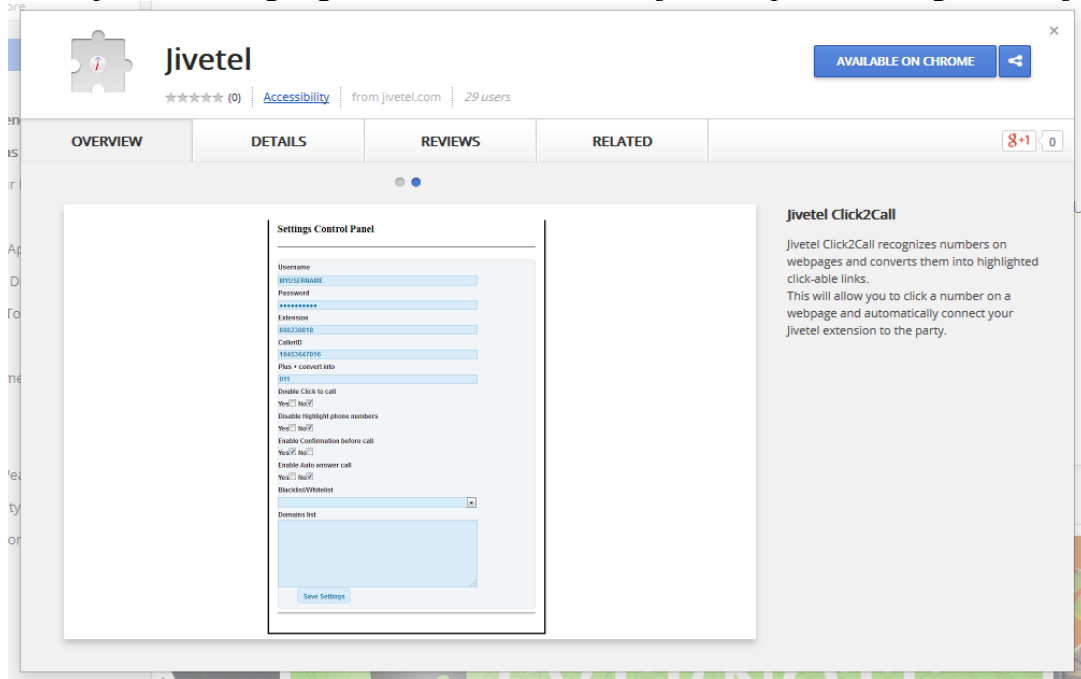 Jivetel
AVAILABLE ON CHROME
(0) Accessibility from jivetel.com 29 users
OVERVIEW DETAILS REVIEWS RELATED
g+1 0
Settings Control Panel
Username
MYUSERNAME
Password
••••••••••
Extension
888230818
CallerID
18453647016
Plus + convert into
011
Double Click to call
Yes No
Disable Highlight phone numbers
Yes No
Enable Confirmation before call
Yes No
Enable Auto answer call
Yes No
Blacklist/Whitelist
Domains list
Save Settings
Jivetel Click2Call
Jivetel Click2Call recognizes numbers on
webpages and converts them into highlighted
click-able links.
This will allow you to click a number on a
webpage and automatically connect your
Jivetel extension to the party.